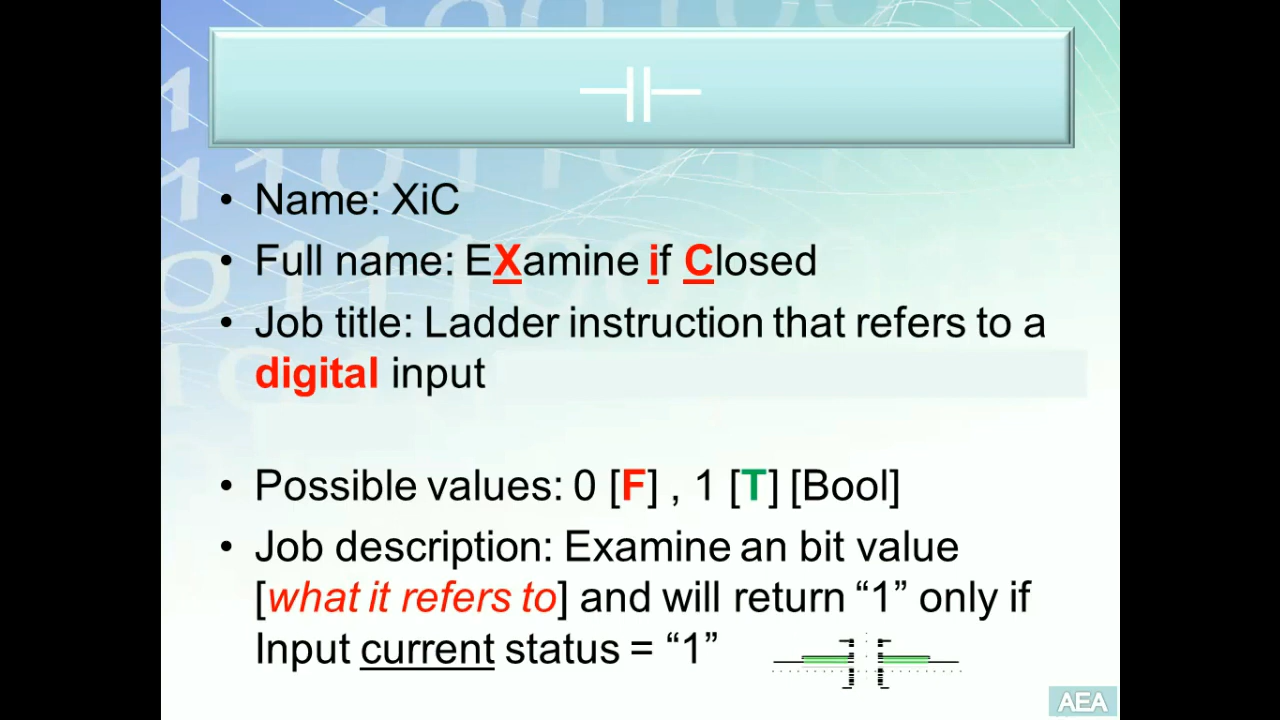 • Name: XiC
• Full name: EXamine if Closed
• Job title: Ladder instruction that refers to a
digital input
• Possible values: 0 [F] , 1 [T] [Bool]
• Job description: Examine an bit value
[what it refers to] and will return “1” only if
Input current status = “1”
AEA